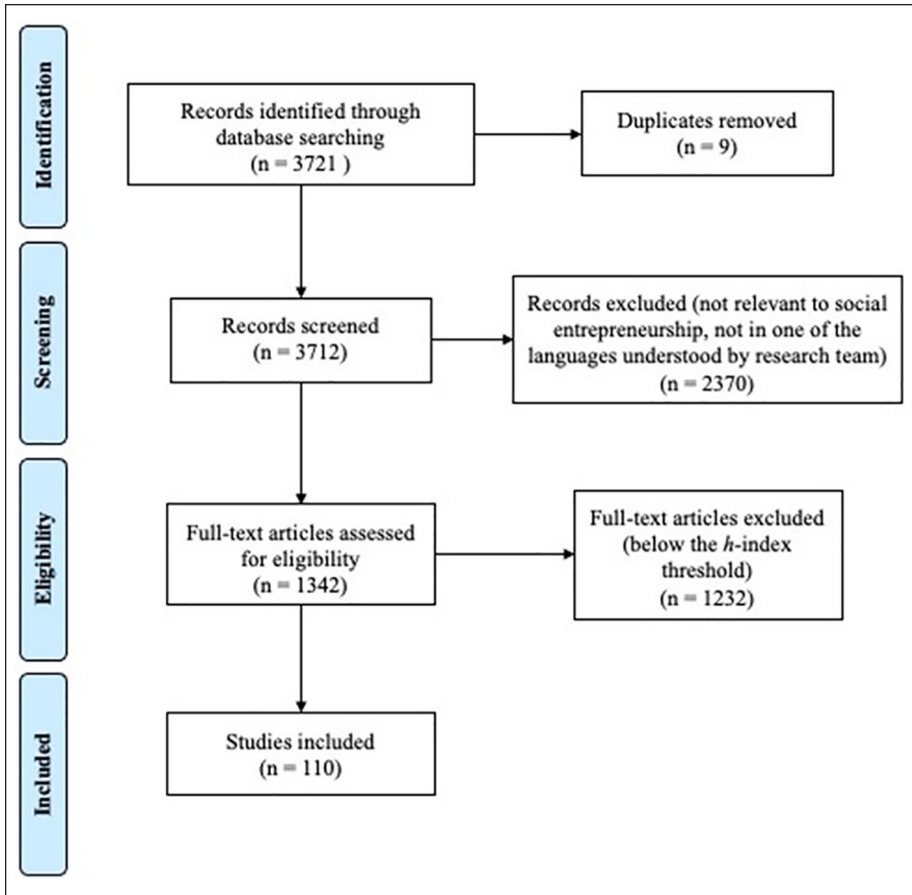 Identification
Records identified through
database searching
(n = 3721 )
Duplicates removed
(n = 9)
Screening
Records screened
(n = 3712)
Records excluded (not relevant to social
entrepreneurship, not in one of the
languages understood by research team)
(n = 2370)
Eligibility
Full-text articles assessed
for eligibility
(n = 1342)
Full-text articles excluded
(below the h-index
threshold)
(n = 1232)
Included
Studies included
(n = 110)